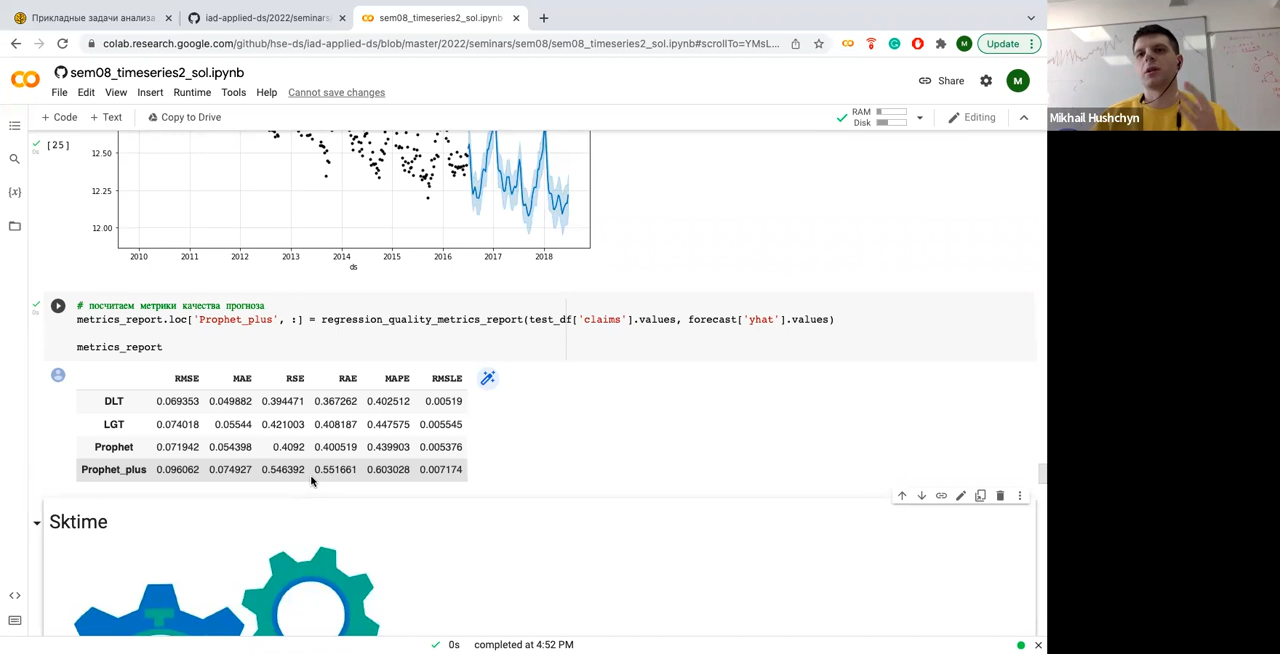 Прикладные задачи анализа
iad-applied-ds/2022/seminars/
sem08_timeseries2_sol.ipynb
colab.research.google.com/github/hse-ds/iad-applied-ds/blob/master/2022/seminars/sem08/sem08_timeseries2_sol.ipynb#scrollTo=YMsL...
M
Update
sem08_timeseries2_sol.ipynb
File Edit View Insert Runtime Tools Help Cannot save changes
Share
M
+ Code + Text Copy to Drive
RAM
Disk
Editing
Mikhail Hushchyn
[25]
0s
{x}
12.50
12.25
12.00
2010 2011 2012 2013 2014 2015 2016 2017 2018
ds
0s
# посчитаем метрики качества прогноза
metrics_report.loc['Prophet_plus', :] = regression_quality_metrics_report(test_df['claims'].values, forecast['yhat'].values)
metrics_report
RMSE MAE RSE RAE MAPE RMSLE
DLT 0.069353 0.049882 0.394471 0.367262 0.402512 0.00519
LGT 0.074018 0.05544 0.421003 0.408187 0.447575 0.005545
Prophet 0.071942 0.054398 0.4092 0.400519 0.439903 0.005376
Prophet_plus 0.096062 0.074927 0.546392 0.551661 0.603028 0.007174
Sktime
0s completed at 4:52 PM